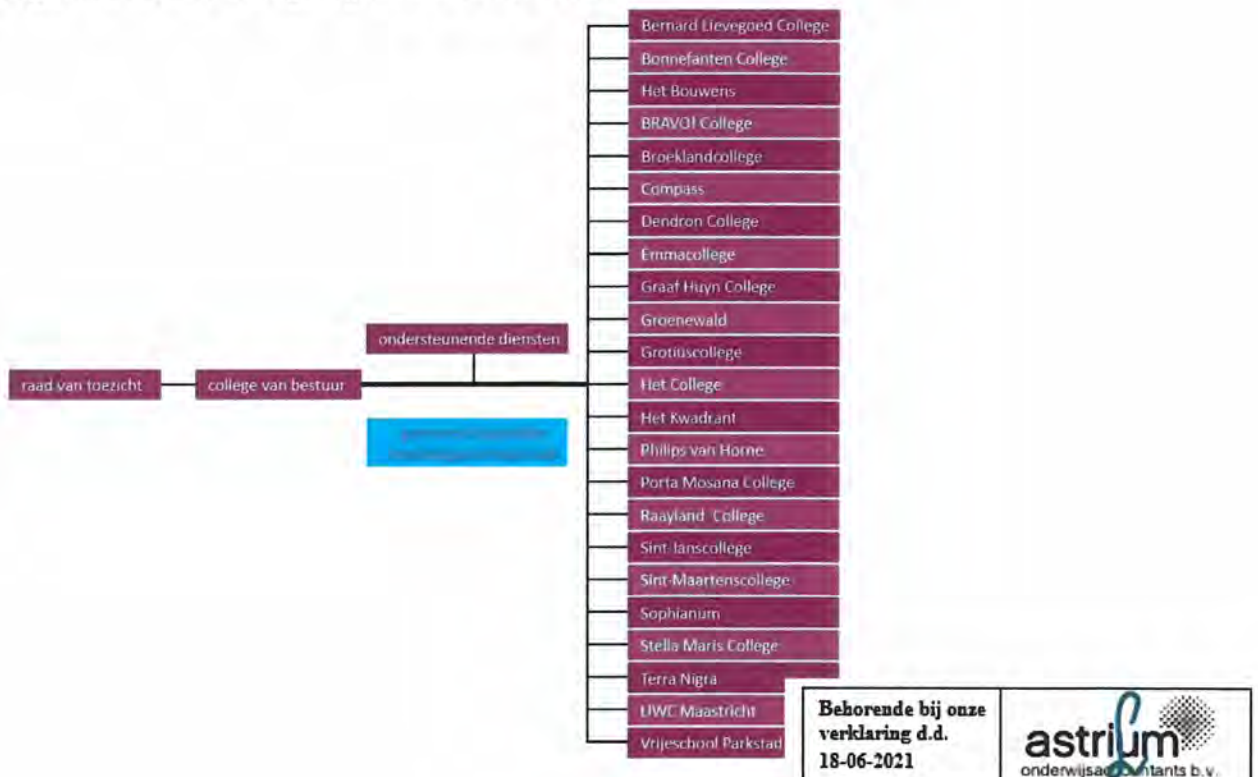 Bernard Lievegoed College
Bonnefanten College
Het Bouwens
BRAVO! College
Broeklandcollege
Compass
Dendron College
Emmacollege
Graaf Huyn College
Groenewald
ondersteunende diensten
Grotiuscollege
raad van toezicht
college van bestuur
Het College
Het Kwadrant
Philips van Horne
Porta Mosana College
Raayland College
Sint-Janscollege
Sint-Maartenscollege
Sophianum
Stella Maris College
Terra Nigra
UWC Maastricht
Vrijeschool Parkstad
Behorende bij onze
verklaring d.d.
18-06-2021
astrium
onderwijsaccountants b.v.